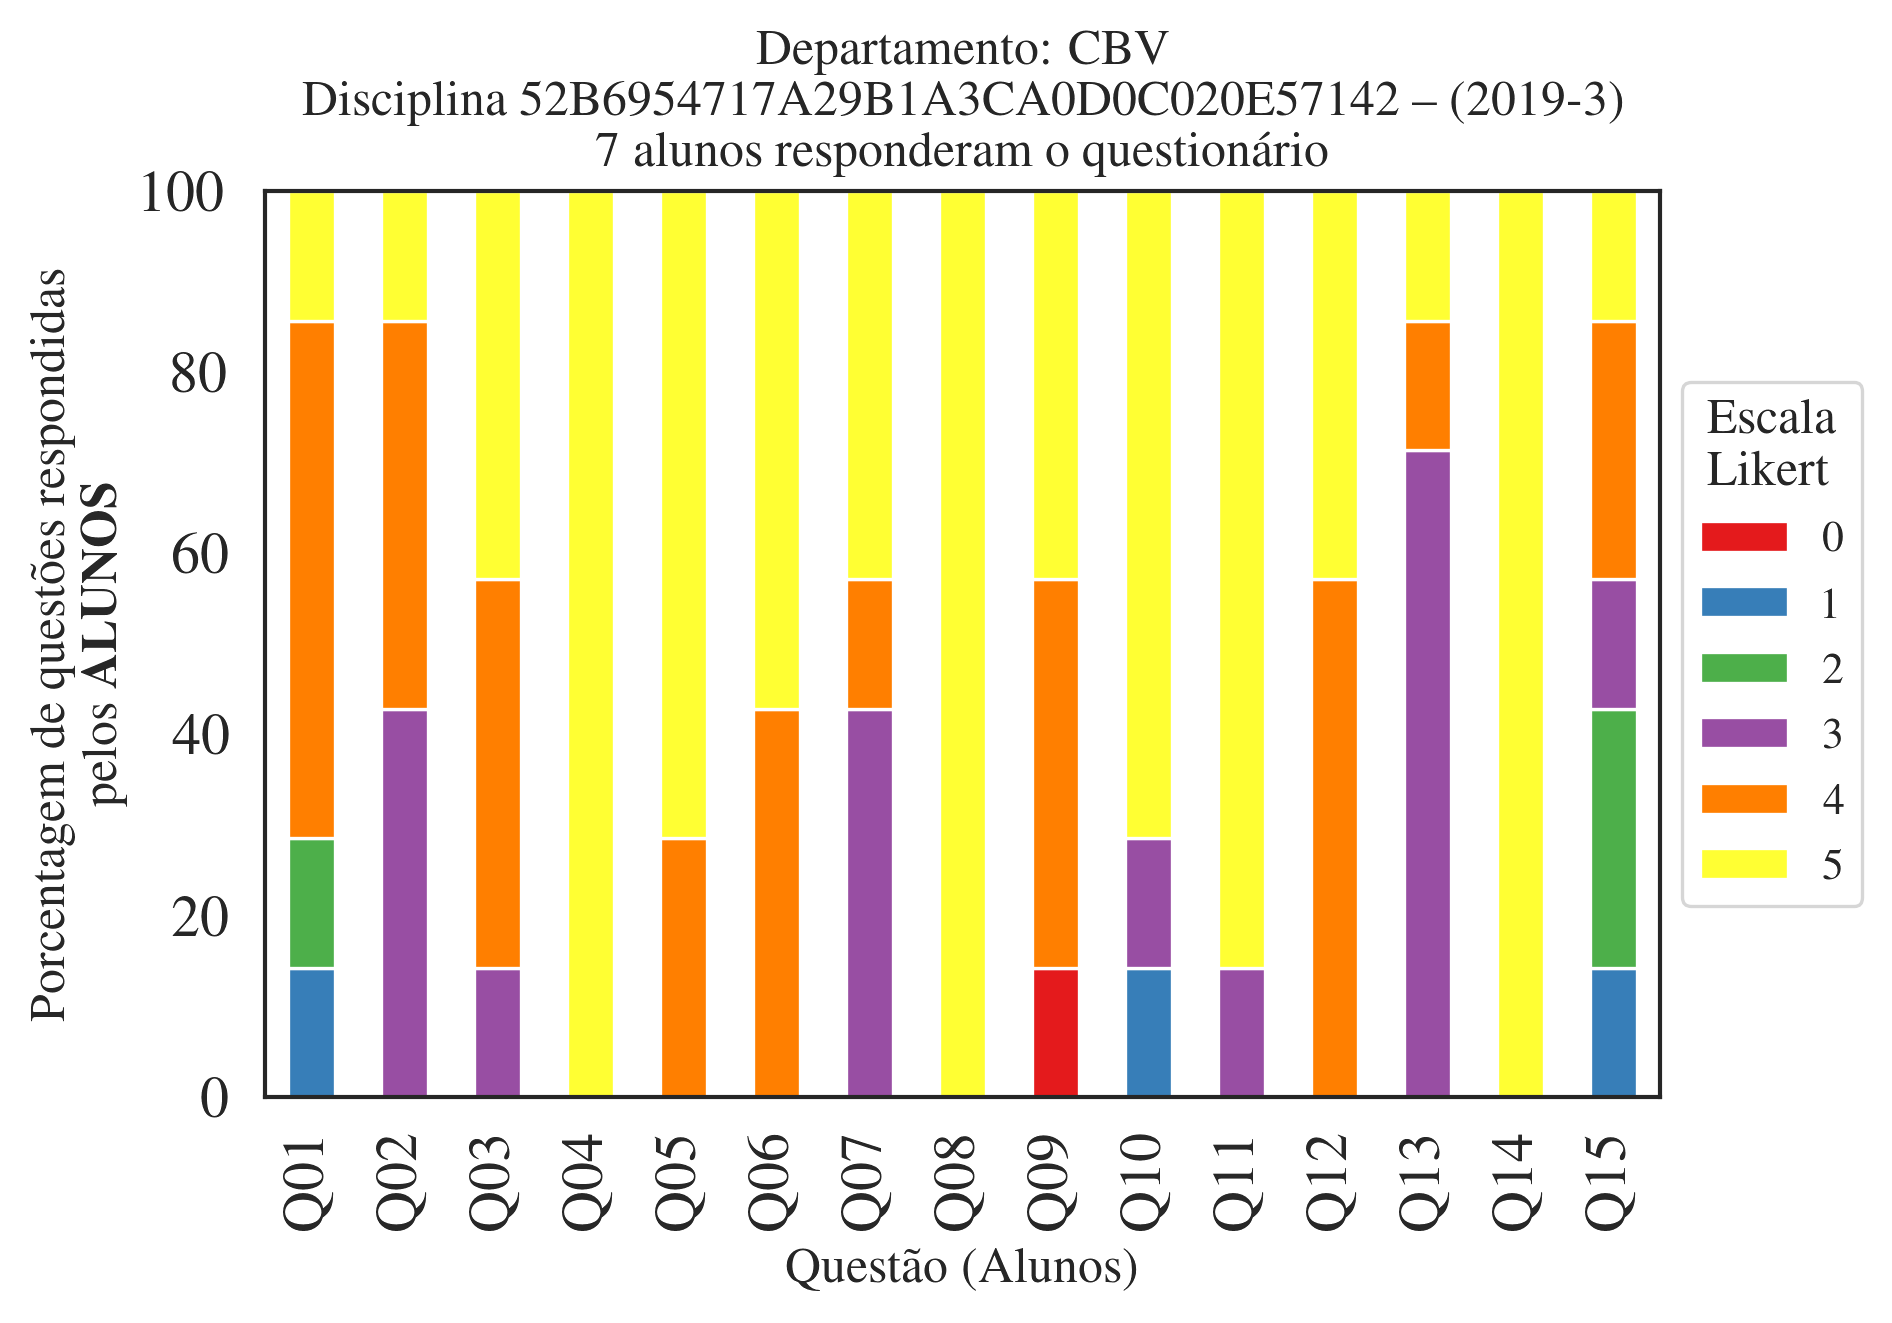 Departamento: CBV
Disciplina 52B6954717A29B1A3CA0D0C020E57142 – (2019-3)
7 alunos responderam o questionário
Porcentagem de questões respondidas
pelos ALUNOS
100
80
60
40
20
0
Q01
Q02
Q03
Q04
Q05
Q06
Q07
Q08
Q09
Q10
Q11
Q12
Q13
Q14
Q15
Questão (Alunos)
Escala
Likert
0
1
2
3
4
5